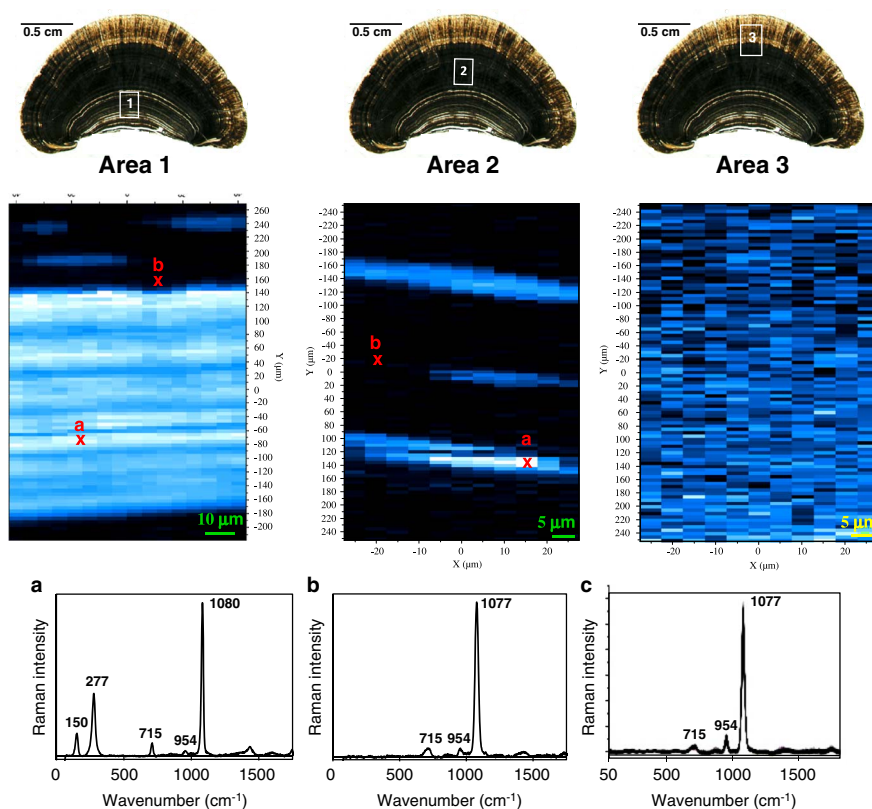 0.5 cm
0.5 cm
0.5 cm
1
2
3
Area 1
Area 2
Area 3
260
240
220
200
180
160
140
120
100
80
60
40
20
0
-20
-40
-60
-80
-100
-120
-140
-160
-180
-200
Y (µm)
b
x
a
x
10 µm
-240
-220
-200
-180
-160
-140
-120
-100
-80
-60
-40
-20
0
20
40
60
80
100
120
140
160
180
200
220
240
Y (µm)
b
x
a
x
5 µm
-20 -10 0 10 20
X (µm)
-240
-220
-200
-180
-160
-140
-120
-100
-80
-60
-40
-20
0
20
40
60
80
100
120
140
160
180
200
220
240
Y (µm)
5 µm
-20 -10 0 10 20
X (µm)
a
1080
277
150
715
954
Raman intensity
0 500 1000 1500
Wavenumber (cm⁻¹)
b
1077
715
954
Raman intensity
0 500 1000 1500
Wavenumber (cm⁻¹)
c
1077
715
954
Raman intensity
50 500 1000 1500
Wavenumber (cm⁻¹)